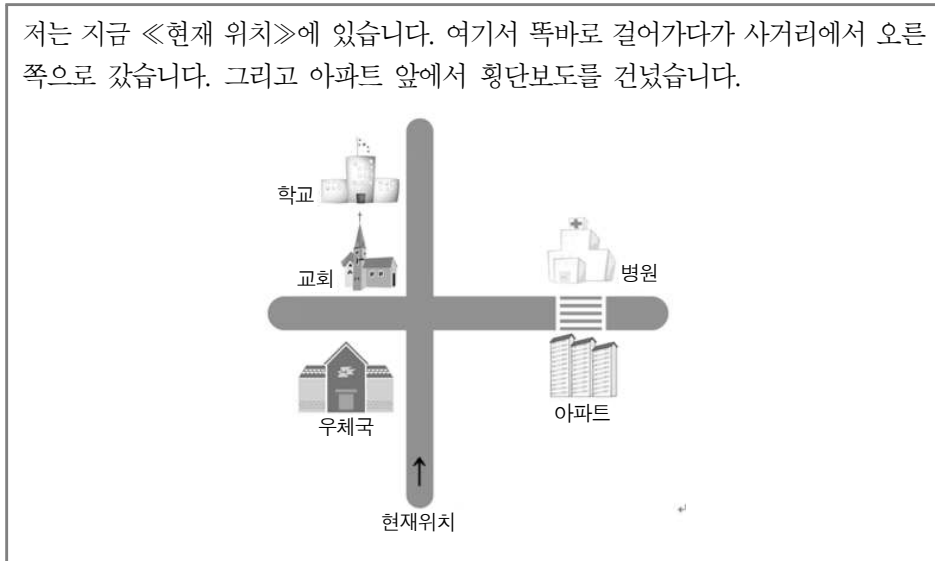 저는 지금 ≪현재 위치≫에 있습니다. 여기서 똑바로 걸어가다가 사거리에서 오른
쪽으로 갔습니다. 그리고 아파트 앞에서 횡단보도를 건넜습니다.
학교
교회
병원
우체국
아파트
현재위치